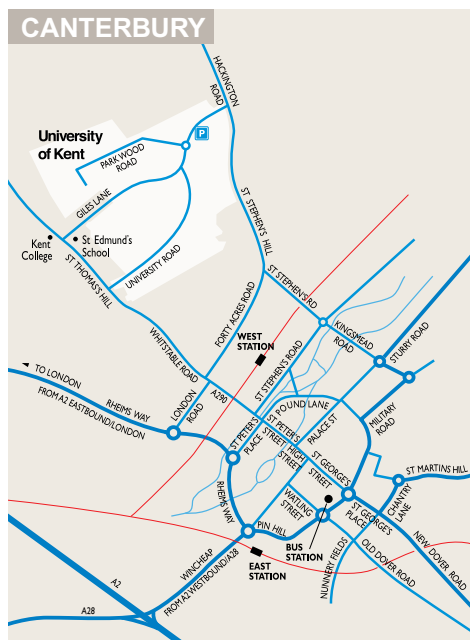 CANTERBURY
HACKINGTON
ROAD
University
of Kent
P
PARK WOOD
ROAD
GILES LANE
ST STEPHEN'S HILL
Kent
College
St Edmund's
School
UNIVERSITY ROAD
ST THOMAS'S HILL
ST STEPHEN'S RD
FORTY ACRES ROAD
KINGSMEAD
ROAD
STURRY ROAD
WHITSTABLE ROAD
WEST
STATION
ST STEPHEN'S ROAD
TO LONDON
FROM A2 EASTBOUND/LONDON
RHEIMS WAY
LONDON
ROAD
A290
POUND LANE
ST PETER'S
PLACE
ST PETER'S
STREET
PALACE ST
MILITARY
ROAD
HIGH
STREET
ST GEORGE'S
STREET
ST MARTINS HILL
CHANTRY
LANE
RHEIMS WAY
WATLING
STREET
ST GEORGE'S
PLACE
PIN HILL
BUS
STATION
NEW DOVER ROAD
OLD DOVER ROAD
NUNNERY FIELDS
EAST
STATION
WINCHEAP
FROM A2 WESTBOUND/A28
A2
A28